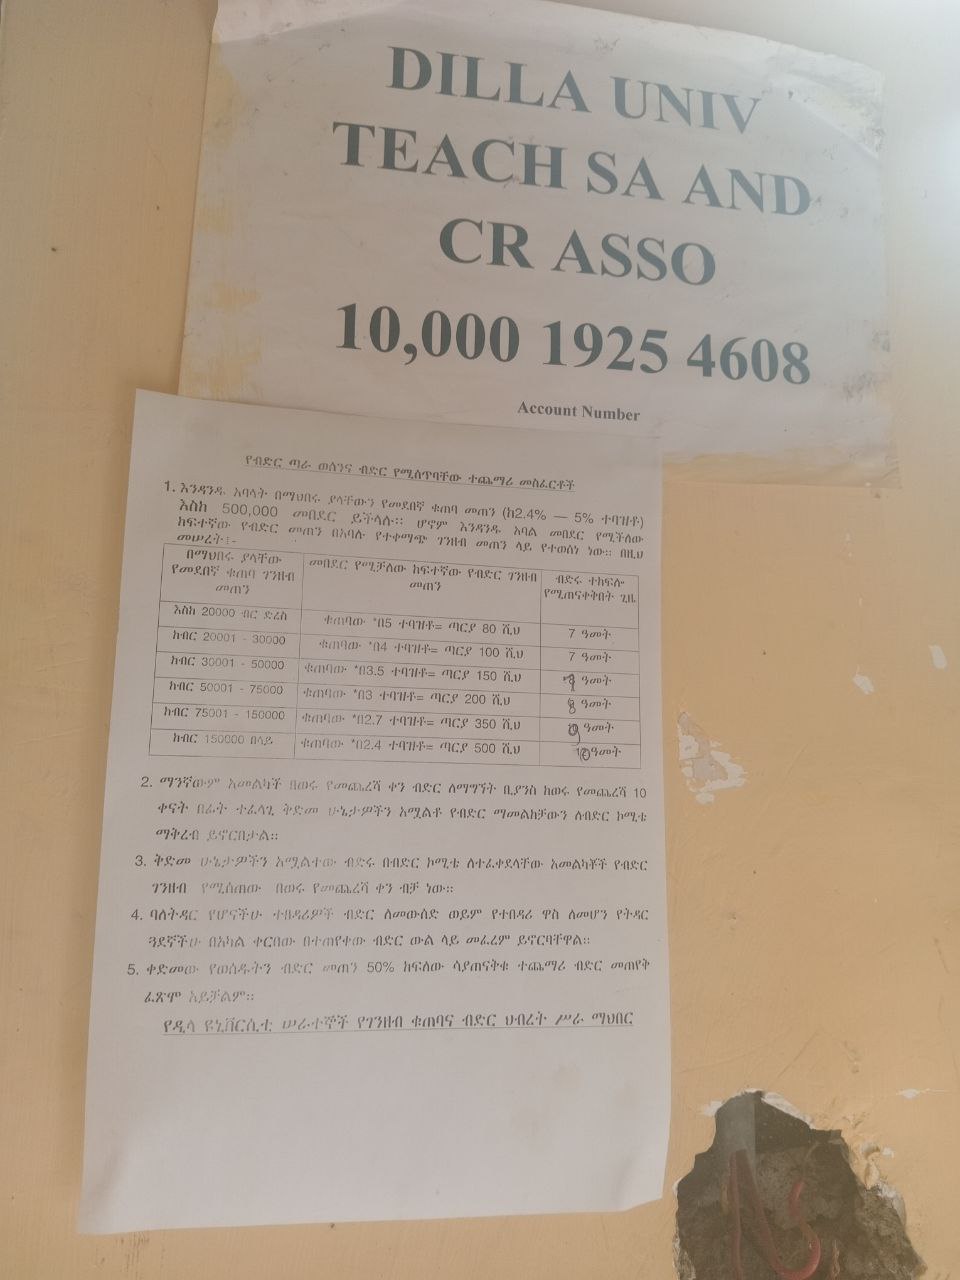 DILLA UNIV
TEACH SA AND
CR ASSO
10,000 1925 4608
Account Number
የብድር ጣራ ወሰንና ብድር የሚሰጥባቸው ተጨማሪ መስፈርቶች
1. እንዳንዱ አባላት በማህበሩ ያላቸውን የመደበኛ ቁጠባ መጠን (ከ2.4% — 5% ተባዝቶ)
እስከ 500,000 መበደር ይችላሉ፡፡ ሆኖም እንዳንዱ አባል መበደር የሚችለው
ከፍተኛው የብድር መጠን በአባሉ የተቀማጭ ገንዘብ መጠን ላይ የተወሰነ ነው፡፡ በዚህ
መሠረት፤-
በማህበሩ ያላቸው የመደበኛ ቁጠባ ገንዘብ መጠን
መበደር የሚቻለው ከፍተኛው የብድር ገንዘብ መጠን
ብድሩ ተከፍሎ የሚጠናቀቅበት ጊዜ
እስከ 20000 ብር ድረስ ቁጠባው *በ5 ተባዝቶ= ጣርያ 80 ሺህ 7 ዓመት
ከብር 20001 - 30000 ቁጠባው *በ4 ተባዝቶ= ጣርያ 100 ሺህ 7 ዓመት
ከብር 30001 - 50000 ቁጠባው *በ3.5 ተባዝቶ= ጣርያ 150 ሺህ ዓመት
ከብር 50001 - 75000 ቁጠባው *በ3 ተባዝቶ= ጣርያ 200 ሺህ 8 ዓመት
ከብር 75001 - 150000 ቁጠባው *በ2.7 ተባዝቶ= ጣርያ 350 ሺህ 9 ዓመት
ከብር 150000 በላይ ቁጠባው *በ2.4 ተባዝቶ= ጣርያ 500 ሺህ 10 ዓመት
2. ማንኛውም አመልካች በወሩ የመጨረሻ ቀን ብድር ለማግኘት ቢያንስ ከወሩ የመጨረሻ 10
ቀናት በፊት ተፈላጊ ቅድመ ሁኔታዎችን አሟልቶ የብድር ማመልከቻውን ለብድር ኮሚቴ
ማቅረብ ይኖርበታል፡፡
3. ቅድመ ሁኔታዎችን አሟልተው ብድሩ በብድር ኮሚቴ ለተፈቀደላቸው አመልካቾች የብድር
ገንዘብ የሚሰጠው በወሩ የመጨረሻ ቀን ብቻ ነው፡፡
4. ባለትዳር የሆናችሁ ተበዳሪዎች ብድር ለመውሰድ ወይም የተበዳሪ ዋስ ለመሆን የትዳር
ጓደኛችሁ በአካል ቀርበው በተጠየቀው ብድር ውል ላይ መፈረም ይኖርባቸዋል፡፡
5. ቀድመው የወሰዱትን ብድር መጠን 50% ከፍለው ሳያጠናቅቁ ተጨማሪ ብድር መጠየቅ
ፈጽሞ አይቻልም፡፡
የዲላ ዩኒቨርሲቲ ሠራተኞች የገንዘብ ቁጠባና ብድር ህብረት ሥራ ማህበር